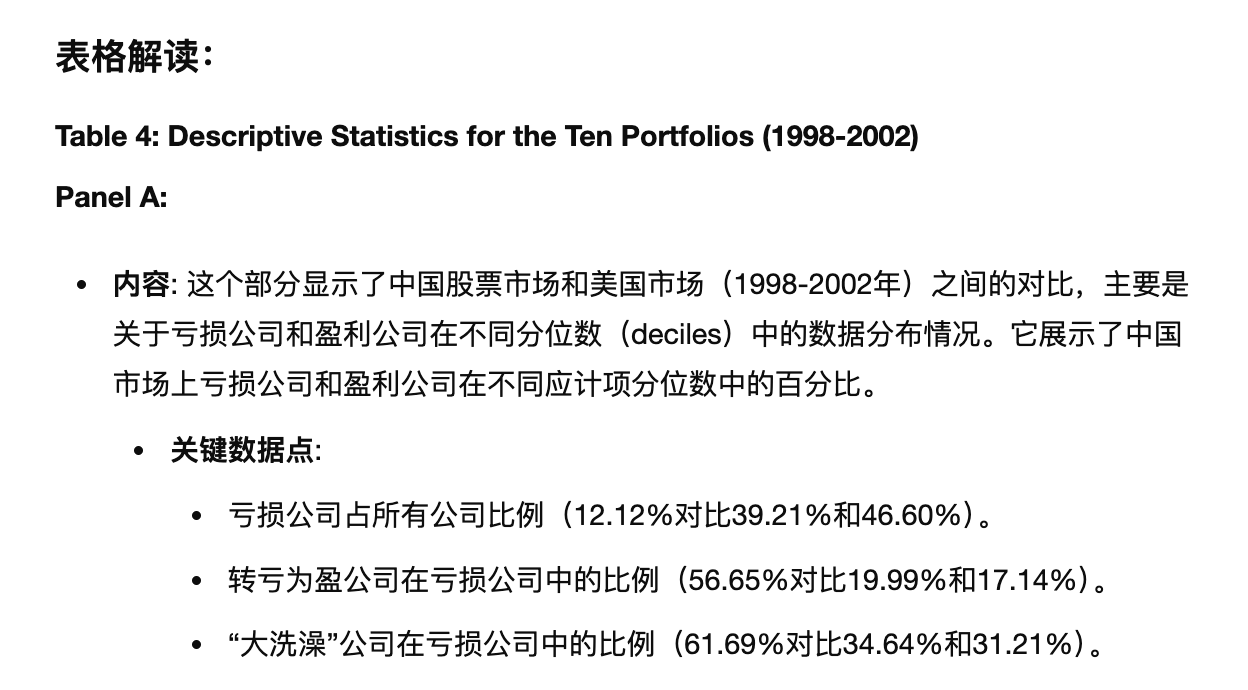 表格解读：
Table 4: Descriptive Statistics for the Ten Portfolios (1998-2002)
Panel A:
• 内容: 这个部分显示了中国股票市场和美国市场（1998-2002年）之间的对比，主要是
关于亏损公司和盈利公司在不同分位数（deciles）中的数据分布情况。它展示了中国
市场上亏损公司和盈利公司在不同应计项分位数中的百分比。
• 关键数据点:
• 亏损公司占所有公司比例（12.12%对比39.21%和46.60%）。
• 转亏为盈公司在亏损公司中的比例（56.65%对比19.99%和17.14%）。
• “大洗澡”公司在亏损公司中的比例（61.69%对比34.64%和31.21%）。